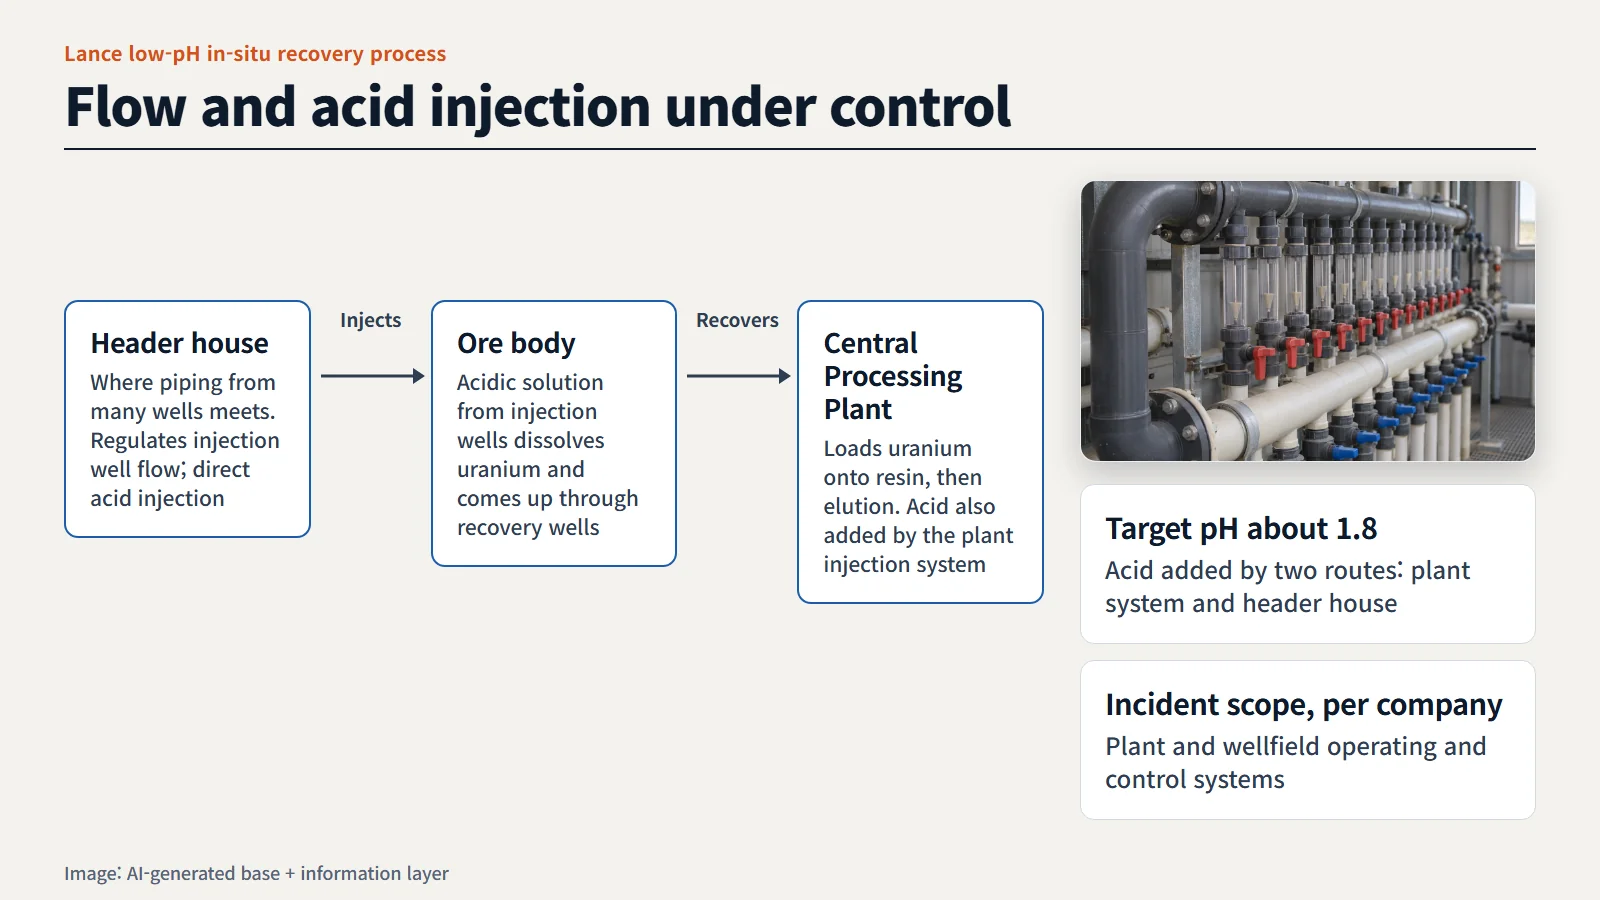 Lance low-pH in-situ recovery process
Flow and acid injection under control
Header house
Where piping from
many wells meets.
Regulates injection
well flow; direct
acid injection
Injects
Ore body
Acidic solution
from injection
wells dissolves
uranium and
comes up through
recovery wells
Recovers
Central
Processing
Plant
Loads uranium
onto resin, then
elution. Acid also
added by the plant
injection system
Target pH about 1.8
Acid added by two routes: plant
system and header house
Incident scope, per company
Plant and wellfield operating and
control systems
Image: AI-generated base + information layer